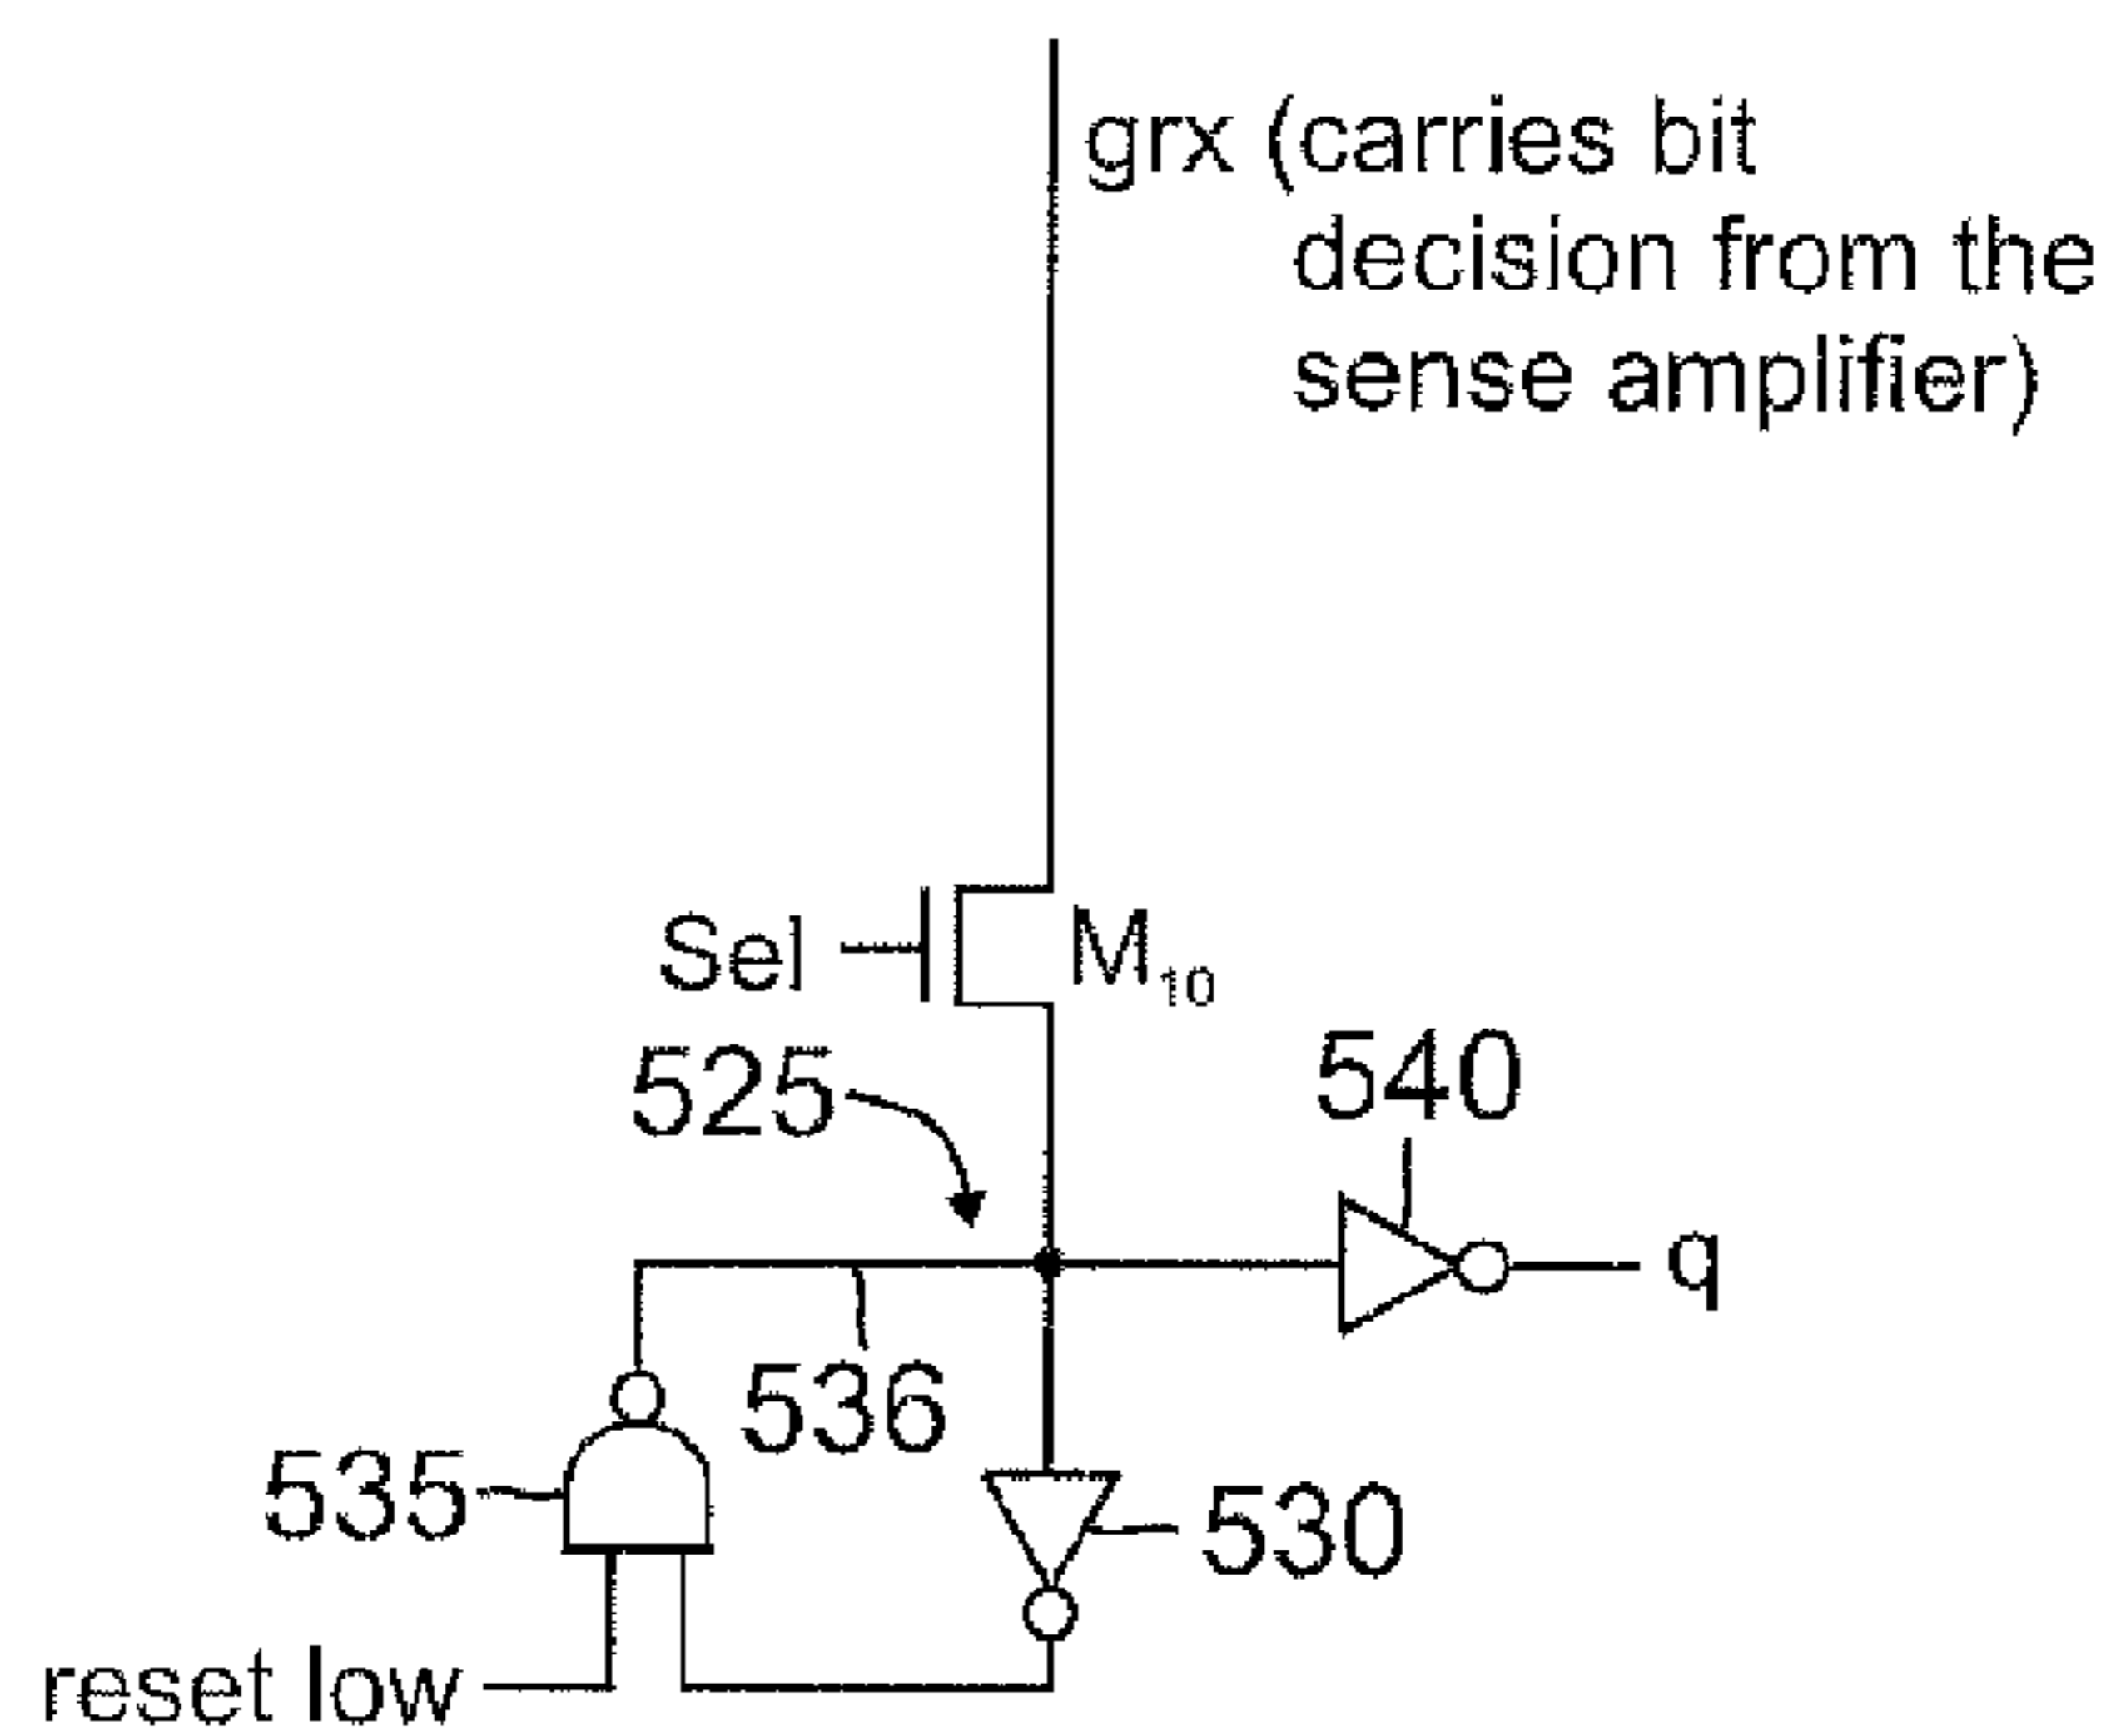 grx (carries bit
decision from the
sense amplifier)
Sel
M10
525
540
q
536
535
530
reset low